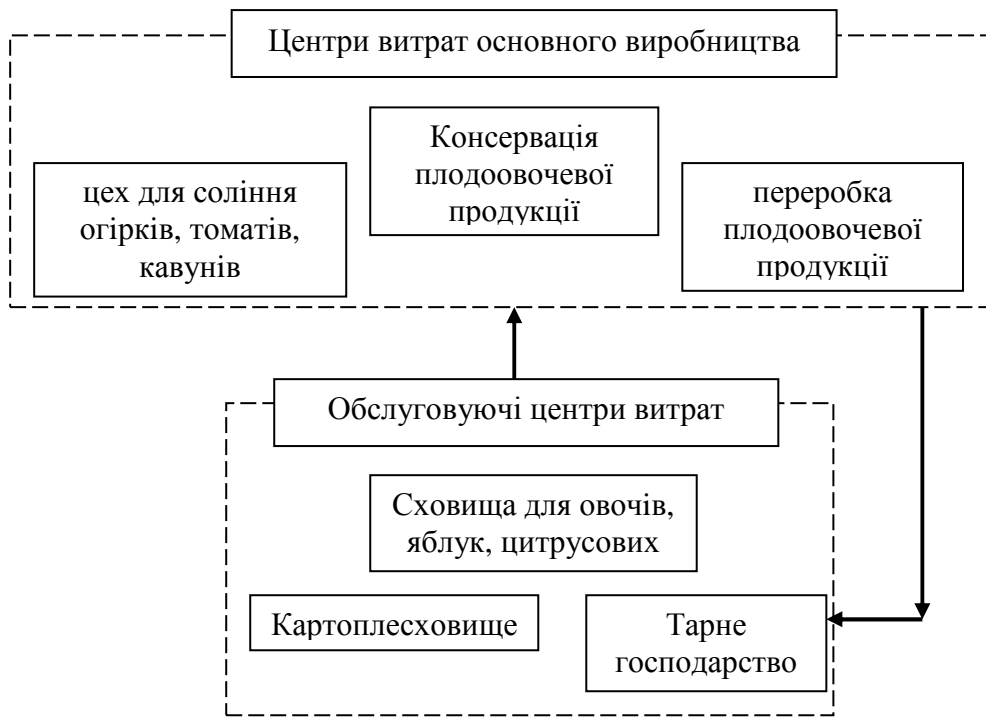 Центри витрат основного виробництва
цех для соління
огірків, томатів,
кавунів
Консервація
плодоовочевої
продукції
переробка
плодоовочевої
продукції
Обслуговуючі центри витрат
Сховища для овочів,
яблук, цитрусових
Картоплесховище
Тарне
господарство